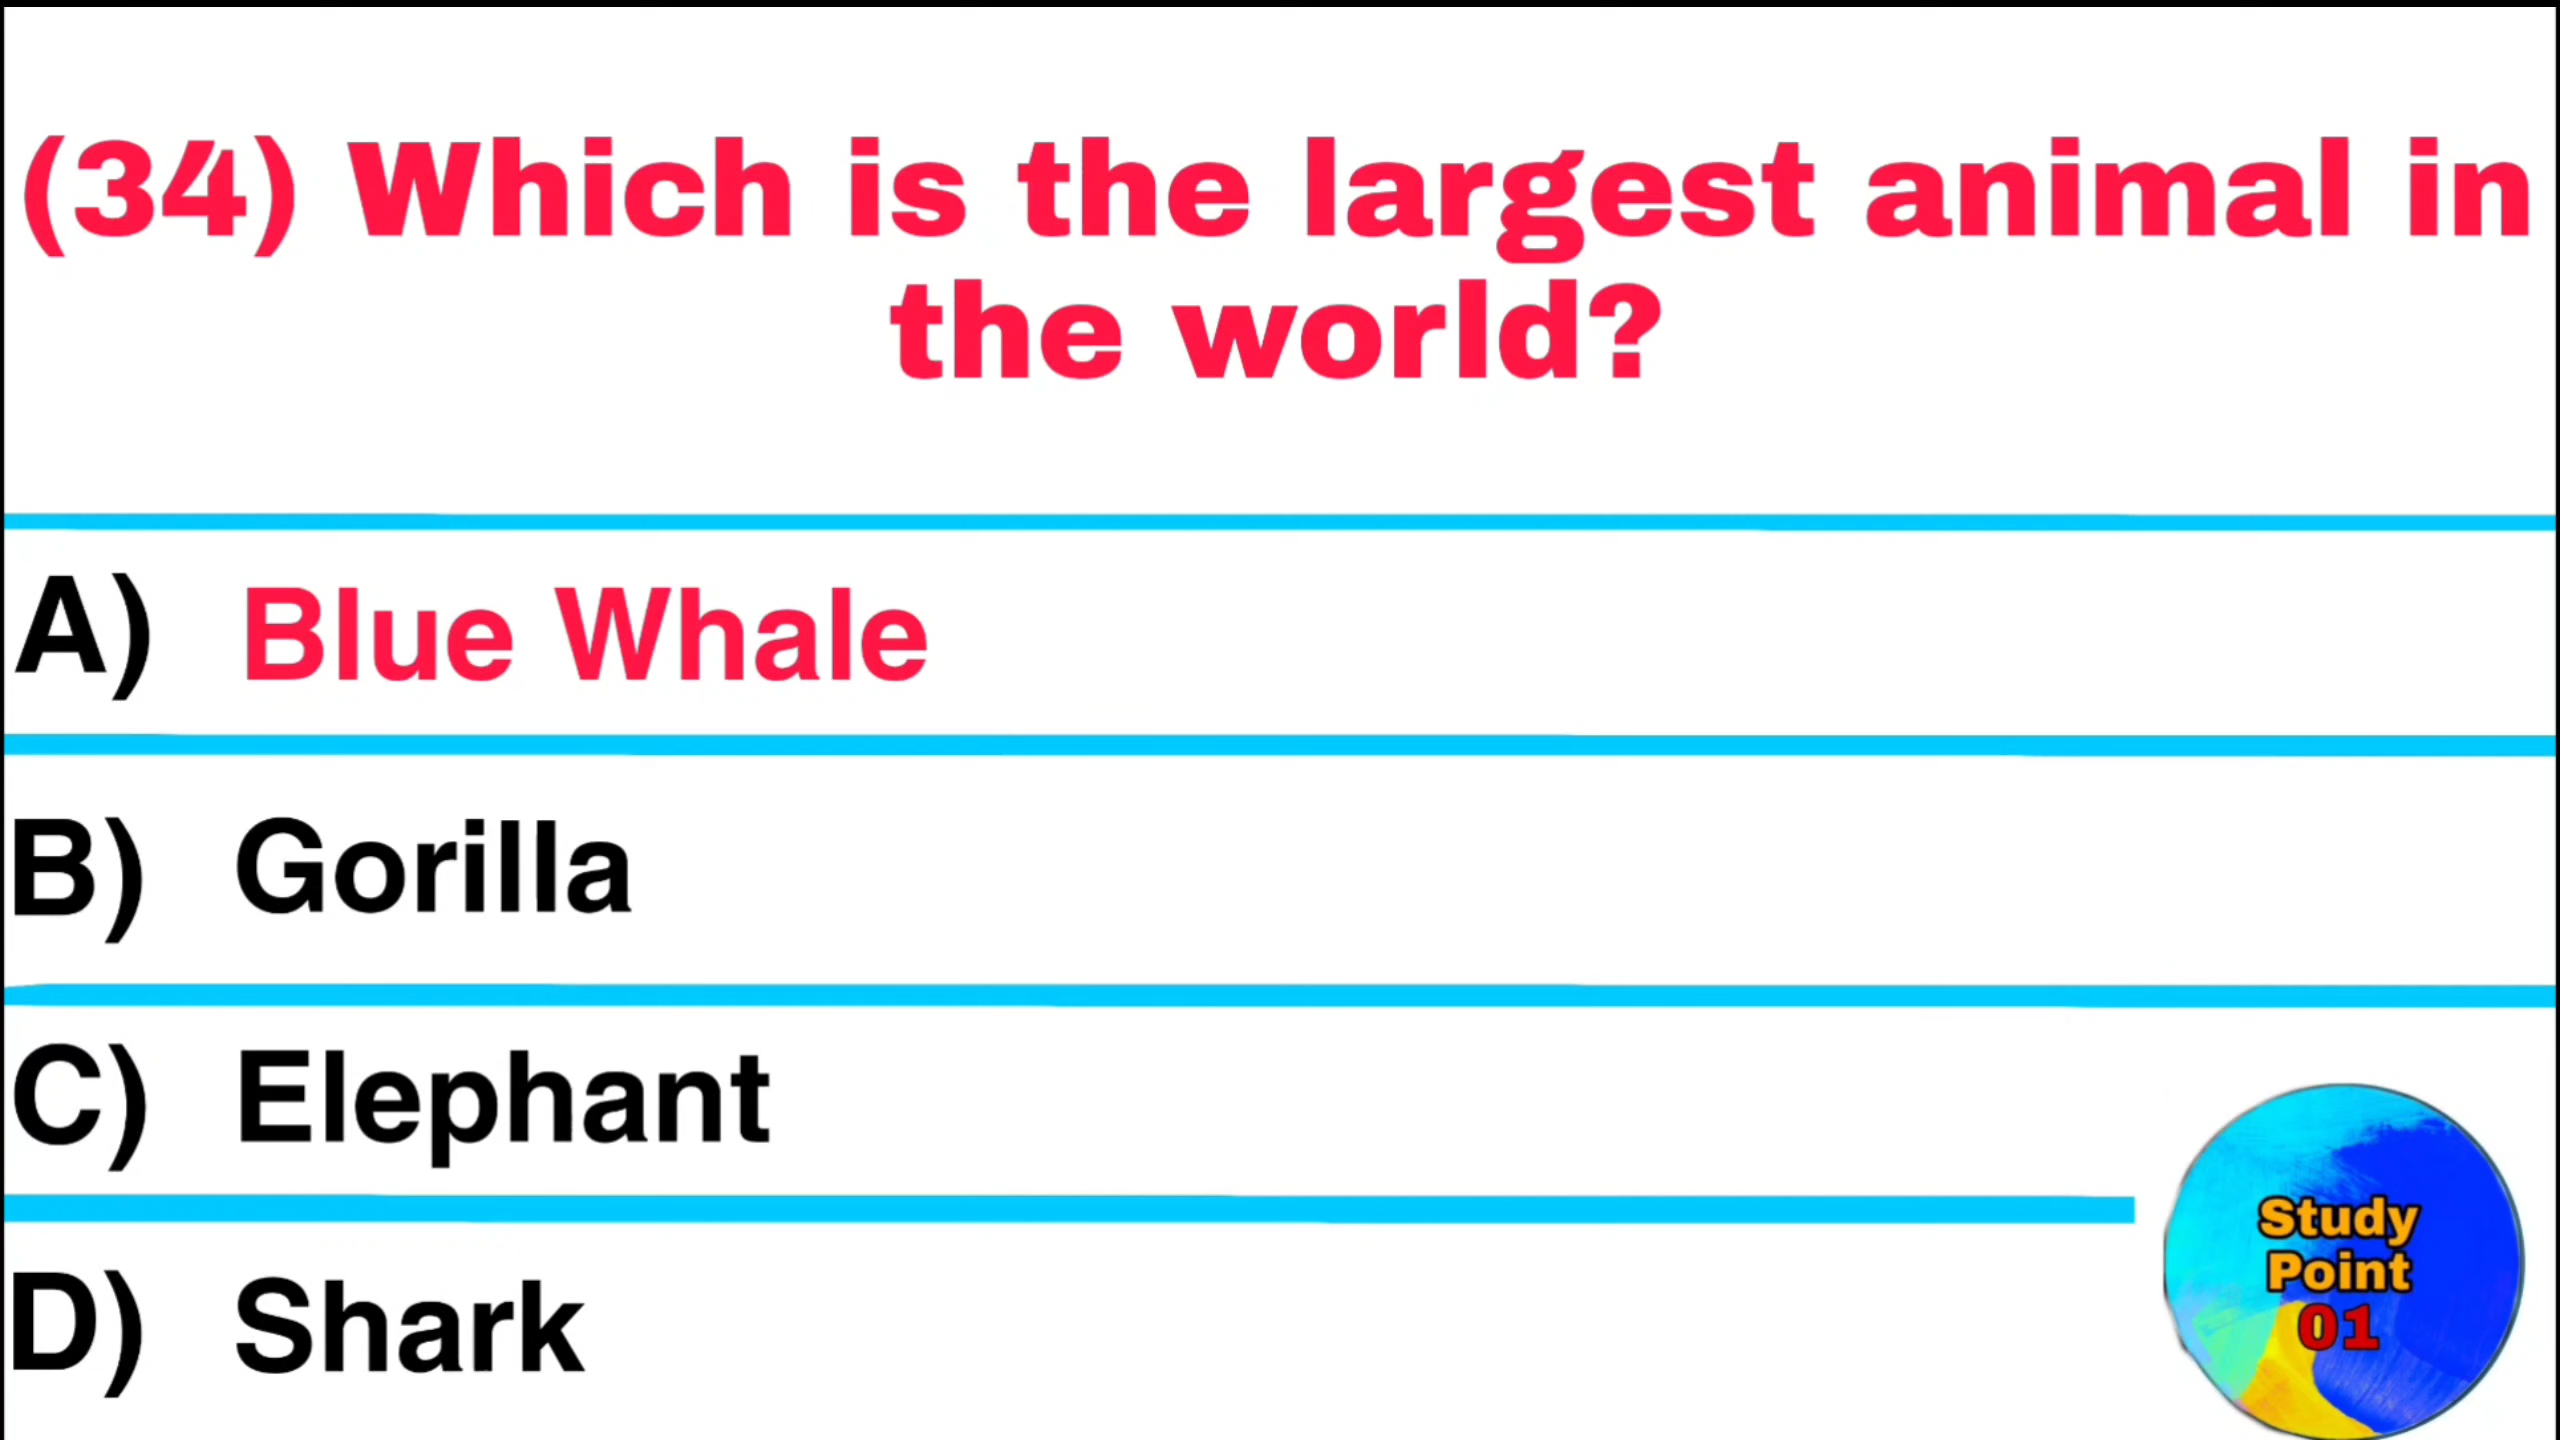 (34) Which is the largest animal in
the world?
A) Blue Whale
B) Gorilla
C) Elephant
D) Shark
Study
Point
01